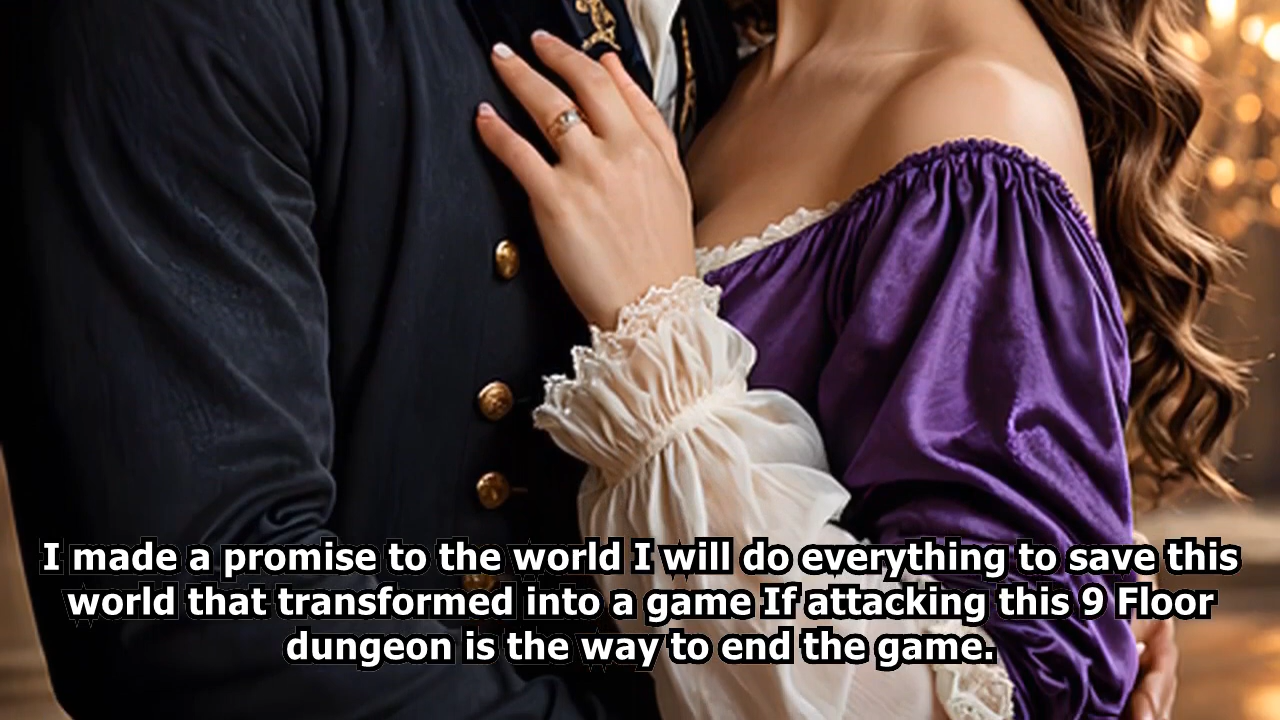 I made a promise to the world I will do everything to save this
world that transformed into a game If attacking this 9 Floor
dungeon is the way to end the game.